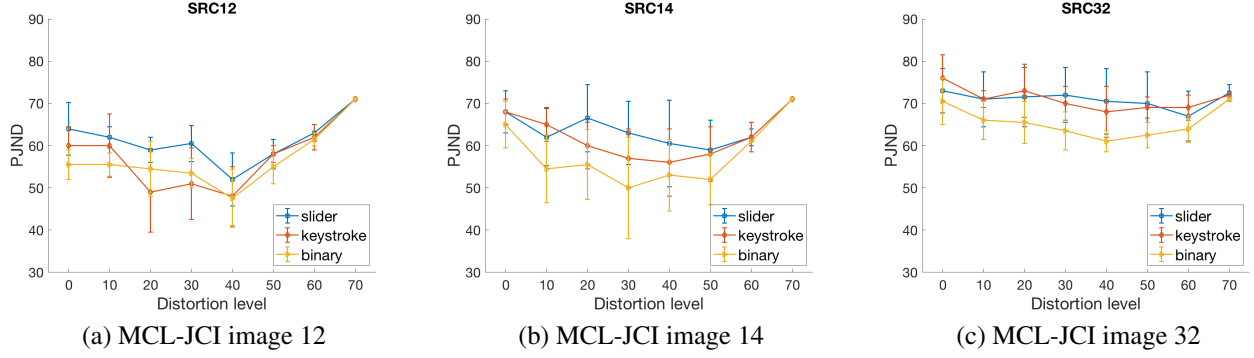 SRC12
90
80
70
60
50
40
30
PJND
0 10 20 30 40 50 60 70
Distortion level
slider
keystroke
binary
(a) MCL-JCI image 12
SRC14
90
80
70
60
50
40
30
PJND
0 10 20 30 40 50 60 70
Distortion level
slider
keystroke
binary
(b) MCL-JCI image 14
SRC32
90
80
70
60
50
40
30
PJND
0 10 20 30 40 50 60 70
Distortion level
slider
keystroke
binary
(c) MCL-JCI image 32